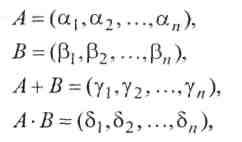 A = (α₁, α₂, ..., αₙ),
B = (β₁, β₂, ..., βₙ),
A + B = (γ₁, γ₂, ..., γₙ),
A · B = (δ₁, δ₂, ..., δₙ),